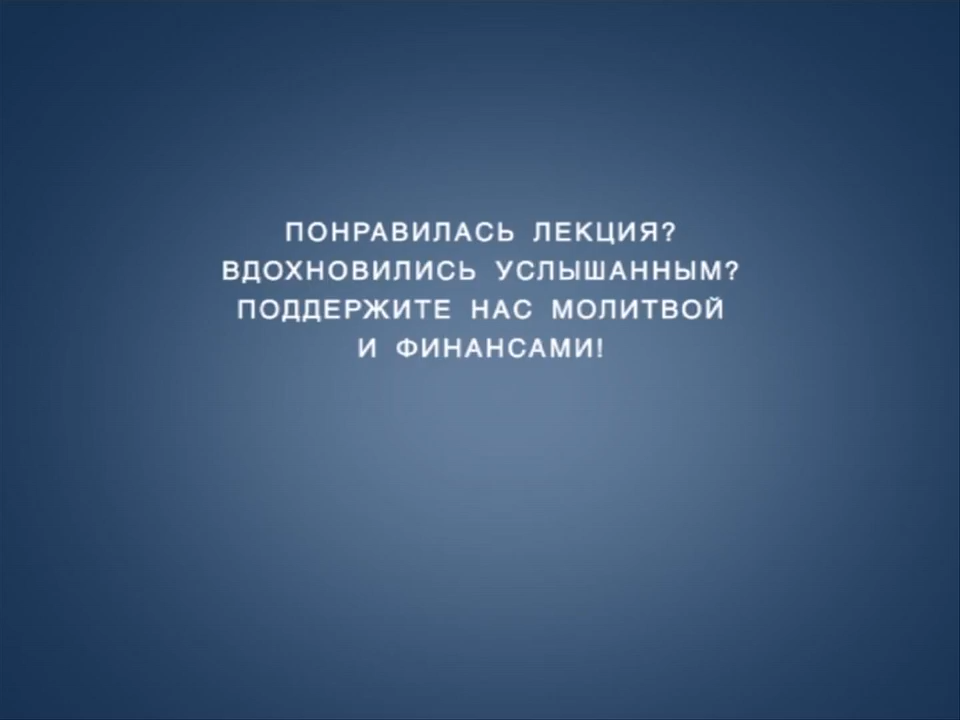 ПОНРАВИЛАСЬ ЛЕКЦИЯ?
ВДОХНОВИЛИСЬ УСЛЫШАННЫМ?
ПОДДЕРЖИТЕ НАС МОЛИТВОЙ
И ФИНАНСАМИ!